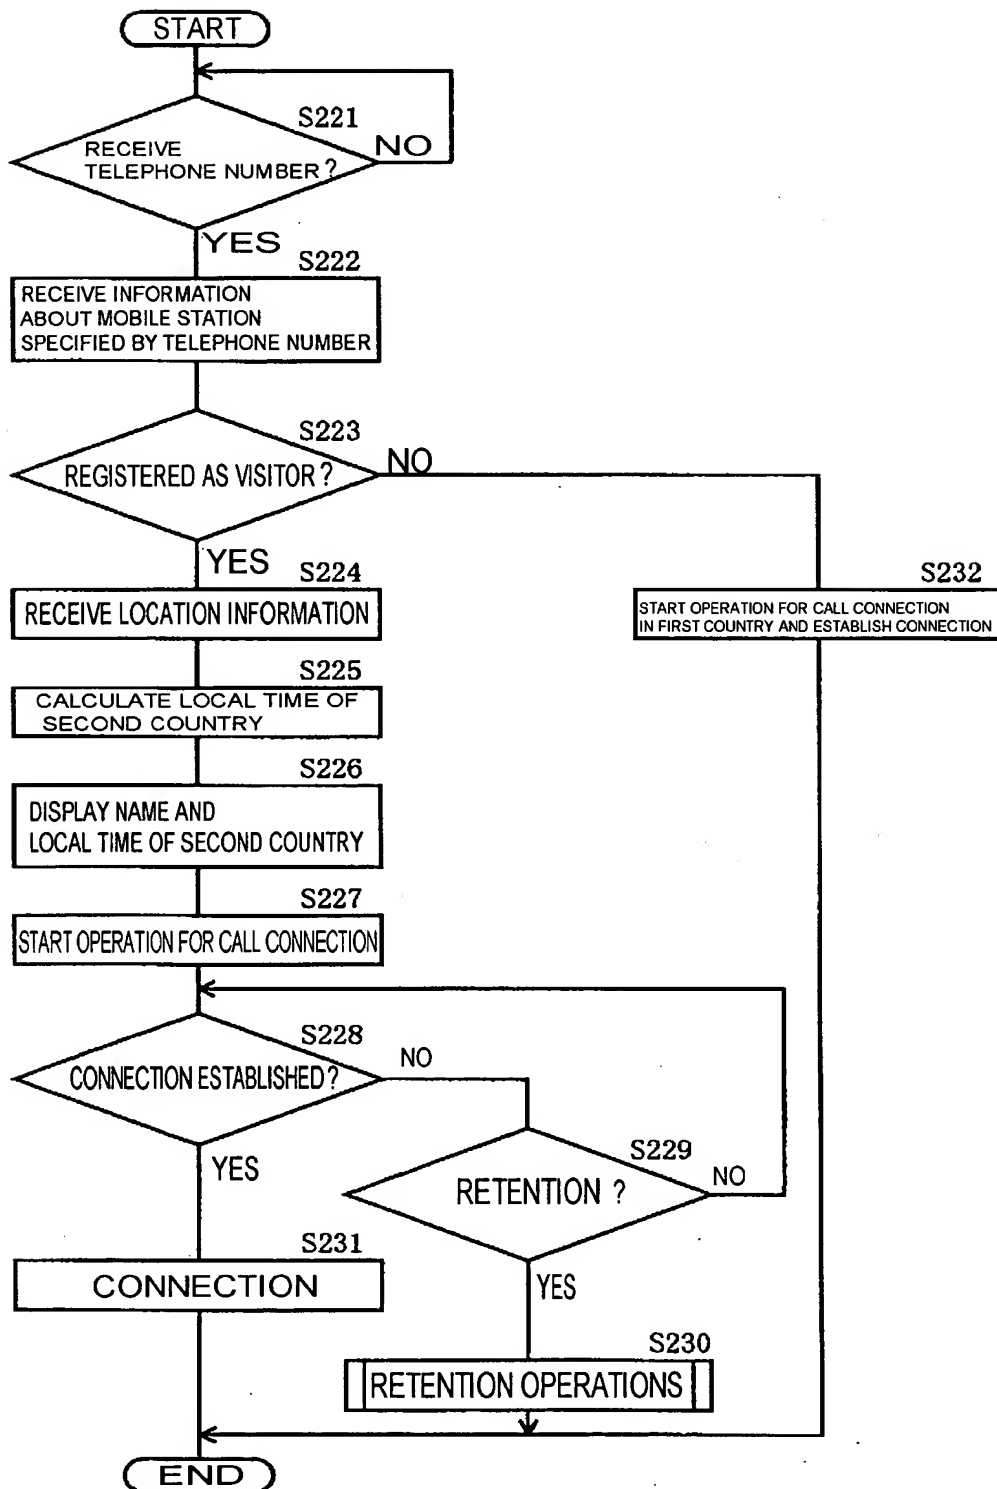 START
S221
RECEIVE
TELEPHONE NUMBER?
NO
YES
S222
RECEIVE INFORMATION
ABOUT MOBILE STATION
SPECIFIED BY TELEPHONE NUMBER
S223
REGISTERED AS VISITOR?
NO
YES
S224
RECEIVE LOCATION INFORMATION
S232
START OPERATION FOR CALL CONNECTION
IN FIRST COUNTRY AND ESTABLISH CONNECTION
S225
CALCULATE LOCAL TIME OF
SECOND COUNTRY
S226
DISPLAY NAME AND
LOCAL TIME OF SECOND COUNTRY
S227
START OPERATION FOR CALL CONNECTION
S228
CONNECTION ESTABLISHED?
NO
YES
S229
RETENTION ?
NO
YES
S231
CONNECTION
S230
RETENTION OPERATIONS
END